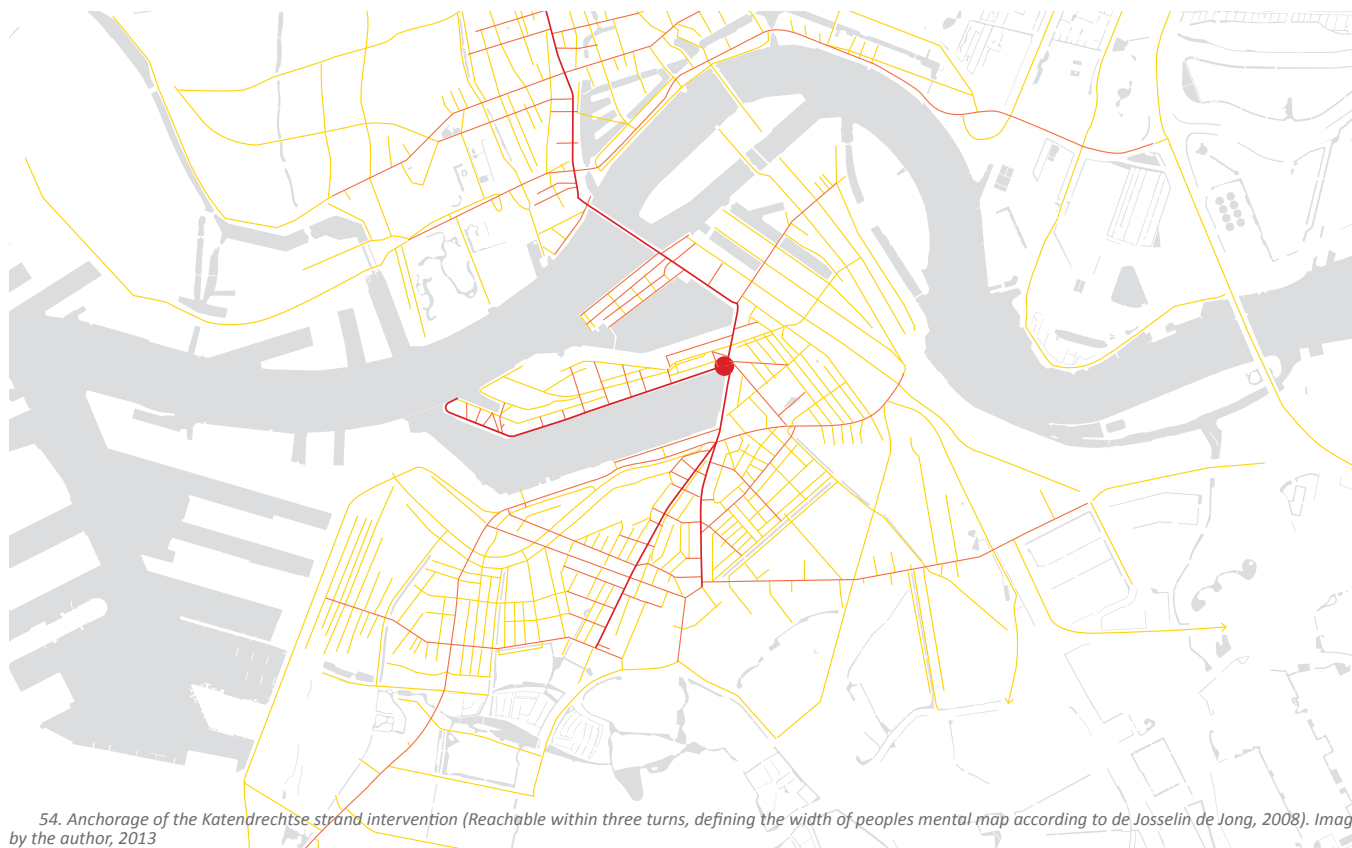 54. Anchorage of the Katendrechtse strand intervention (Reachable within three turns, defining the width of peoples mental map according to de Josselin de Jong, 2008). Imag
by the author, 2013